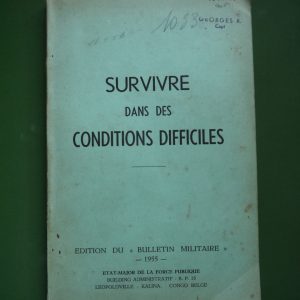 GEORGES R.
SURVIVRE
DANS DES
CONDITIONS DIFFICILES
EDITION DU « BULLETIN MILITAIRE »
— 1955 —
ETAT-MAJOR DE LA FORCE PUBLIQUE
BUILDING ADMINISTRATIF - B. P. 15
LEOPOLDVILLE - KALINA. CONGO BELGE